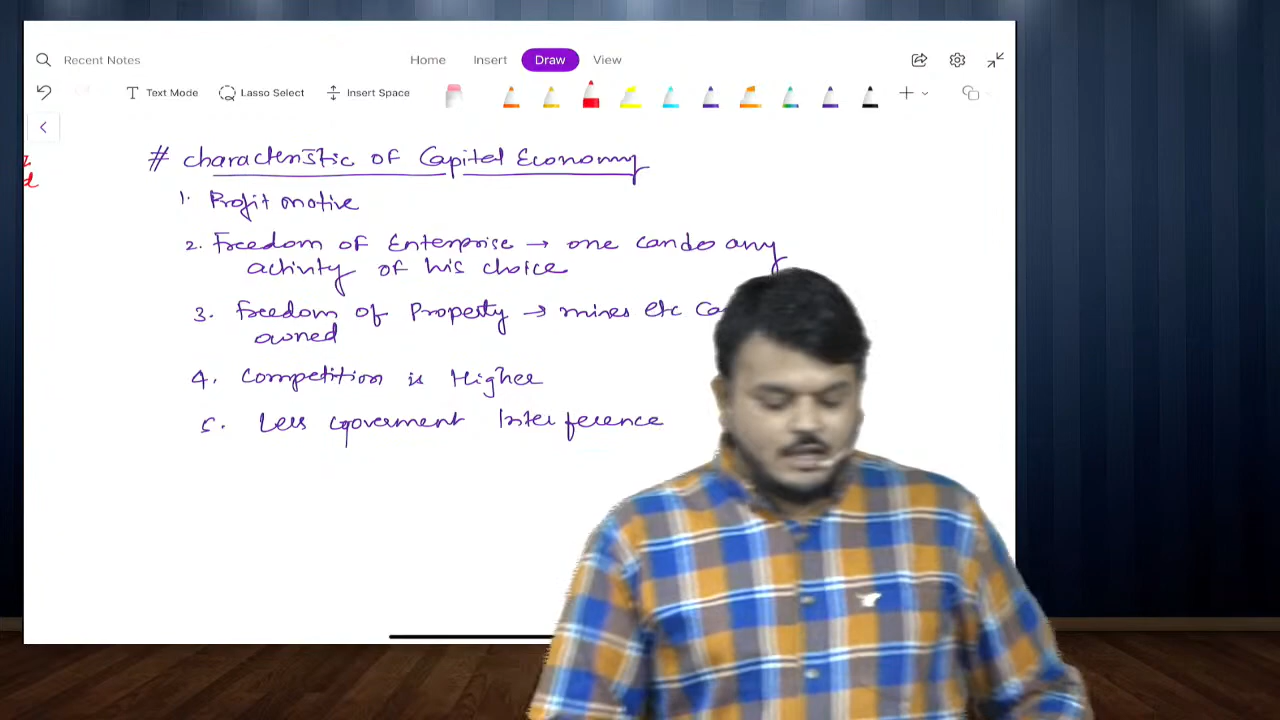 Recent Notes
Home Insert Draw View
Text Mode Lasso Select Insert Space
# characteristic of Capital Economy
1. Profit motive
2. Freedom of Enterprise → one can do any
activity of his choice
3. Freedom of Property → mines etc
owned
4. Competition is Higher
5. Less goverment Interference